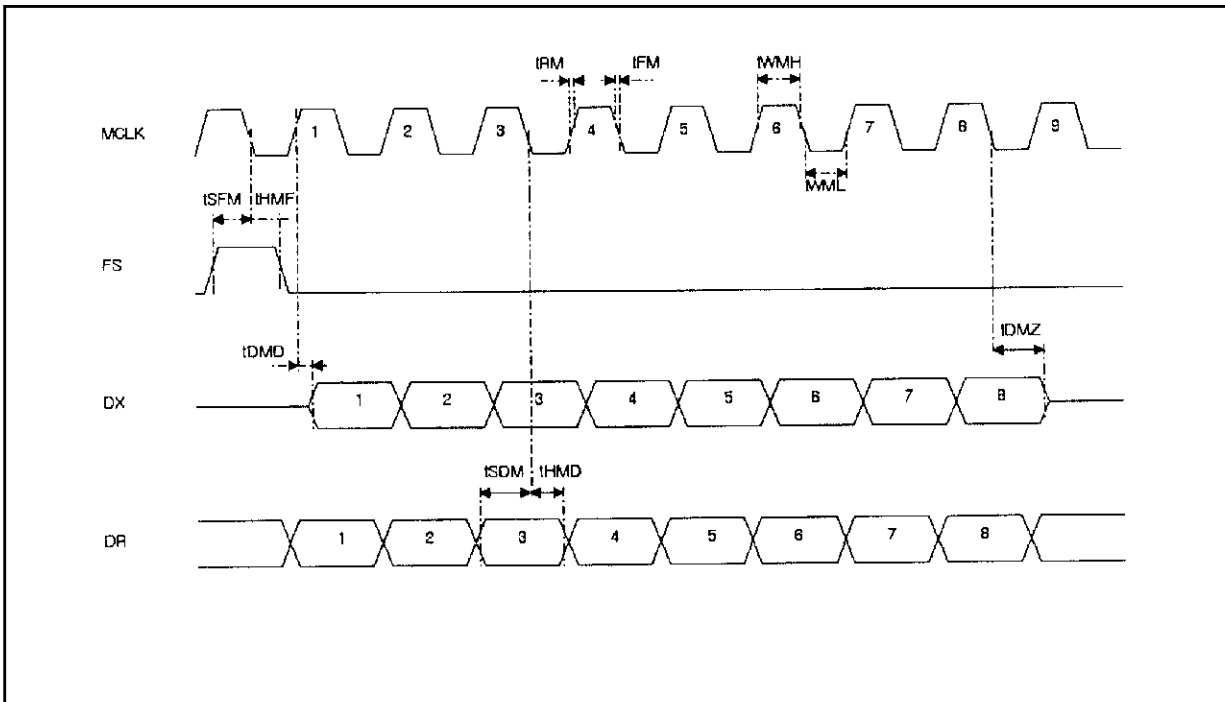 tRM tFM tWMH
MCLK 1 2 3 4 5 6 7 8 9
tWML
tSFM tHMF
FS
tDMD tDMZ
DX 1 2 3 4 5 6 7 8
tSDM tHMD
DR 1 2 3 4 5 6 7 8